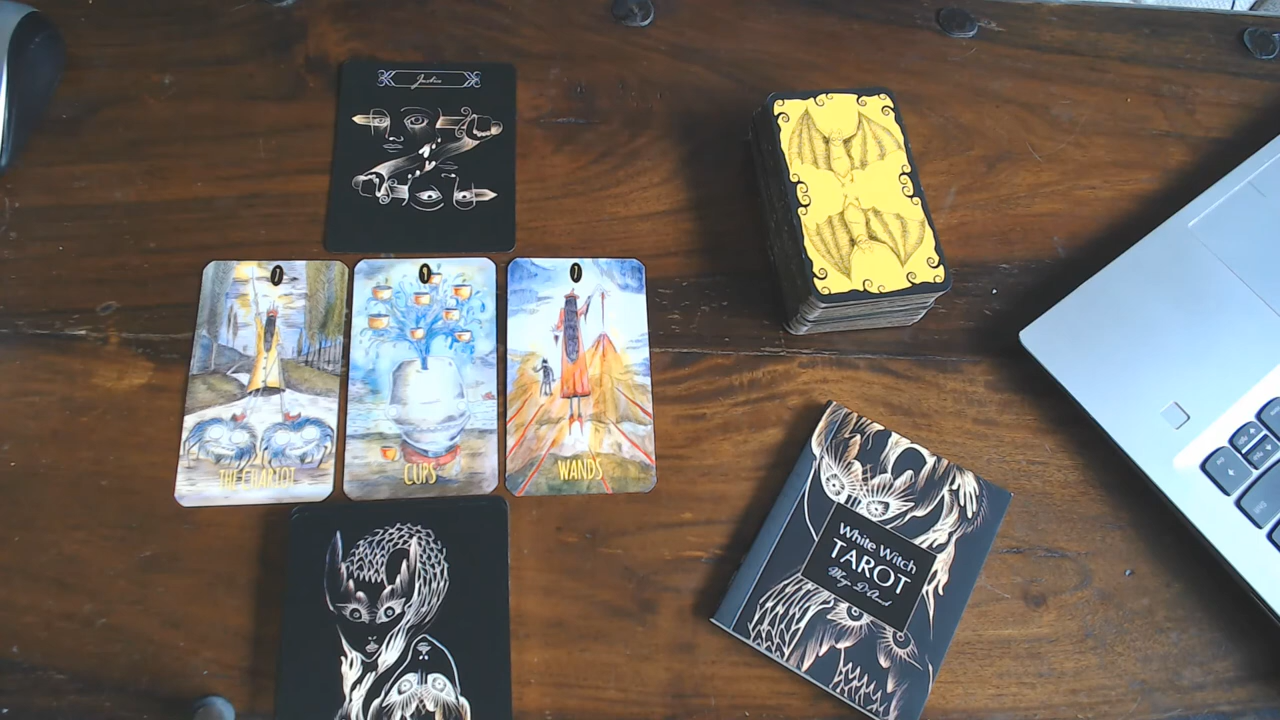 Justice
7
THE CHARIOT
9
CUPS
7
WANDS
White Witch
TAROT